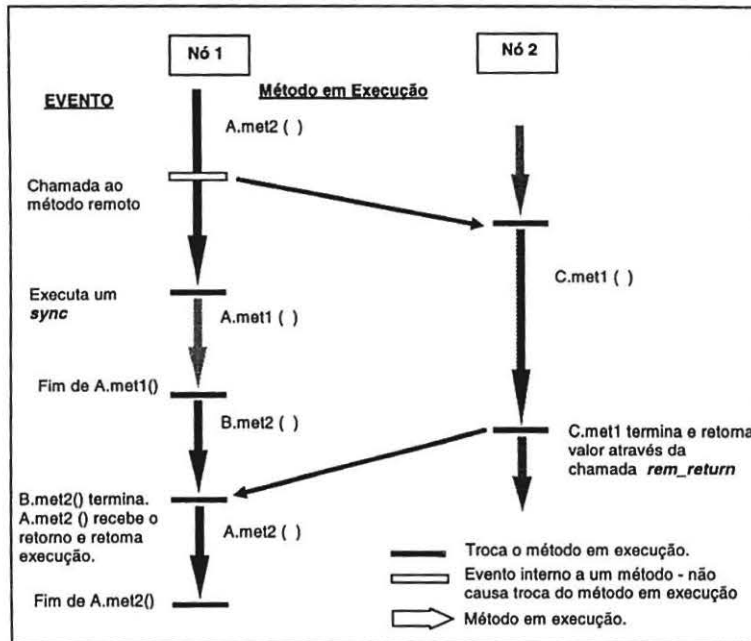 Nó 1
Nó 2
EVENTO
Método em Execução
A.met2 ( )
Chamada ao
método remoto
C.met1 ( )
Executa um
sync
A.met1 ( )
Fim de A.met1()
B.met2 ( )
C.met1 termina e retoma
valor através da
chamada rem_return
B.met2() termina.
A.met2 () recebe o
retorno e retoma
execução.
A.met2 ( )
Fim de A.met2()
Troca o método em execução.
Evento interno a um método - não
causa troca do método em execução
Método em execução.